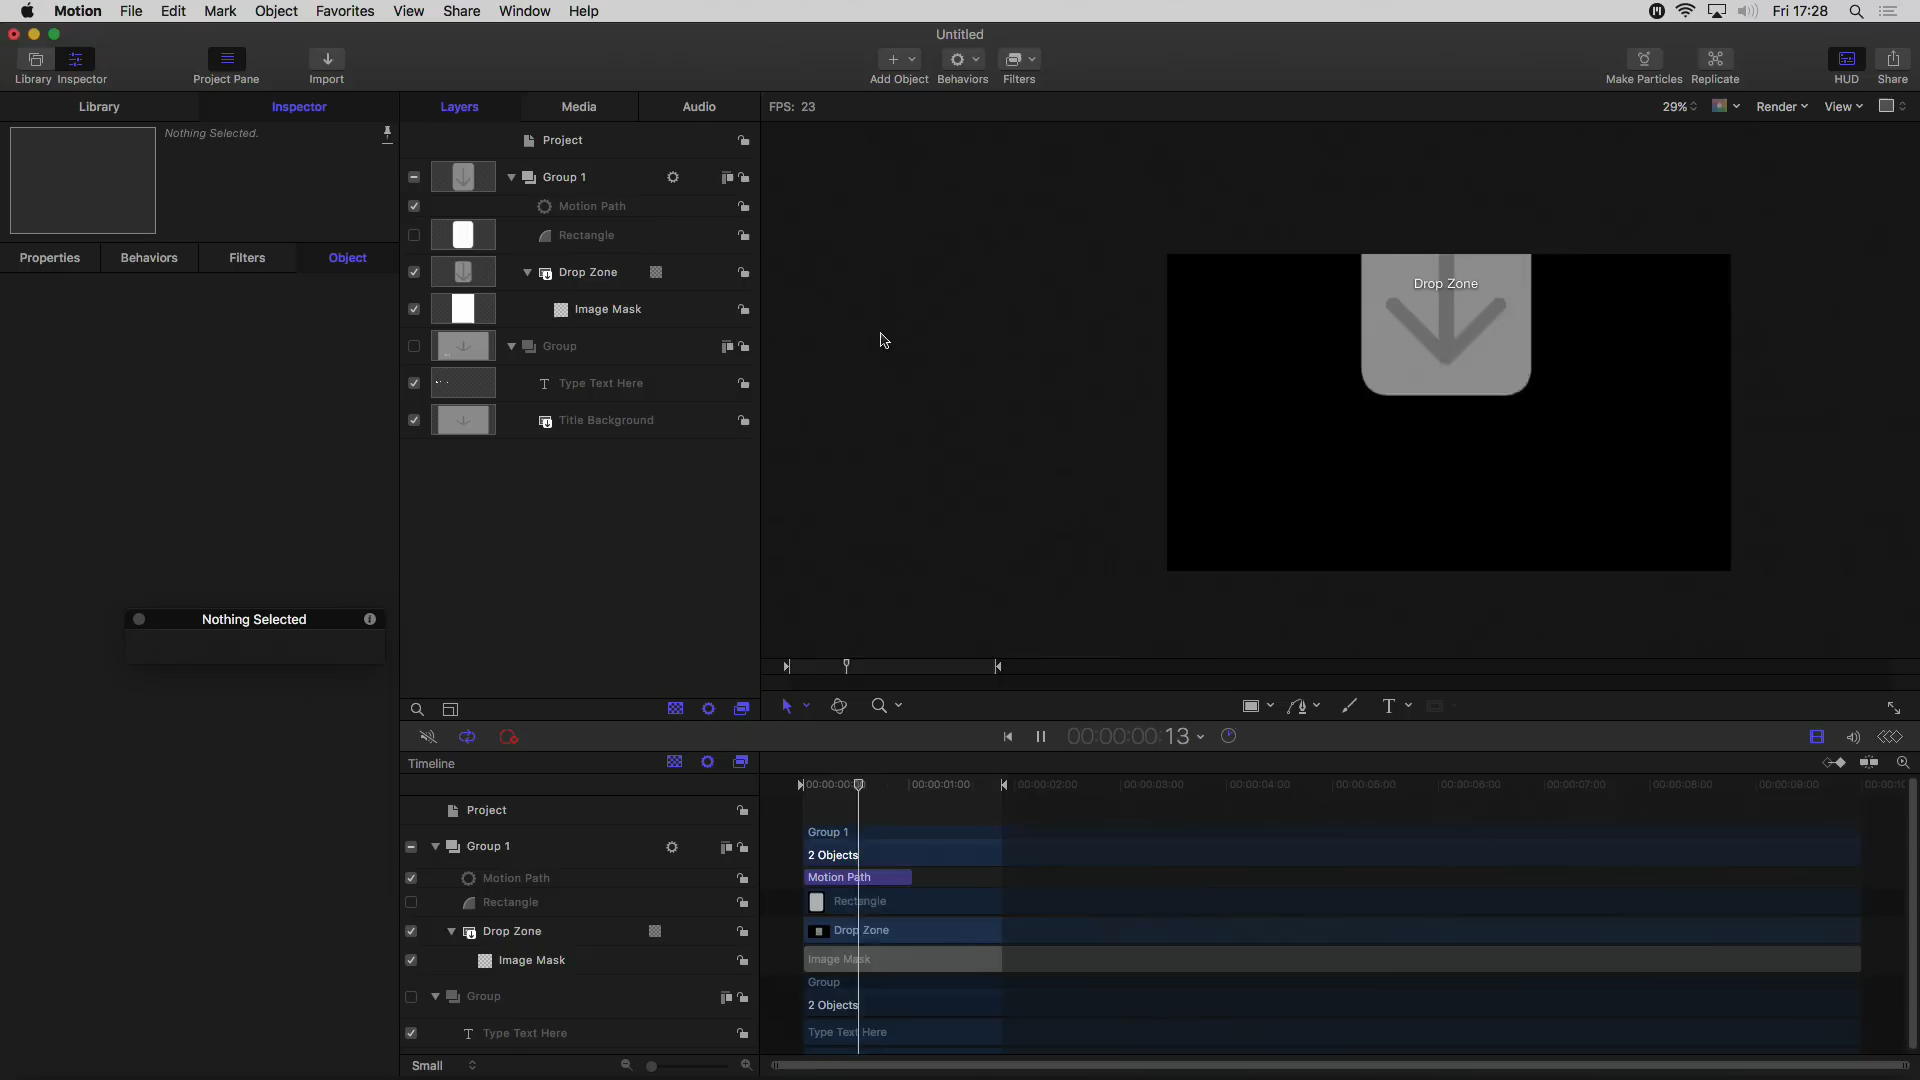 Motion File Edit Mark Object Favorites View Share Window Help Fri 17:28
Untitled
Library Inspector Project Pane Import Add Object Behaviors Filters Make Particles Replicate HUD Share
Library Inspector Layers Media Audio FPS: 23 29% Render View
Nothing Selected.
Project
Group 1
Motion Path
Rectangle
Properties Behaviors Filters Object
Drop Zone
Drop Zone
Image Mask
Group
Type Text Here
Title Background
Nothing Selected
00:00:00:13
Timeline
00:00:01:00 00:00:02:00 00:00:03:00 00:00:04:00 00:00:05:00 00:00:06:00 00:00:07:00 00:00:08:00 00:00:09:00
Project
Group 1 Group 1
2 Objects
Motion Path Motion Path
Rectangle Rectangle
Drop Zone Drop Zone
Image Mask Image Mask
Group Group
2 Objects
Type Text Here Type Text Here
Small